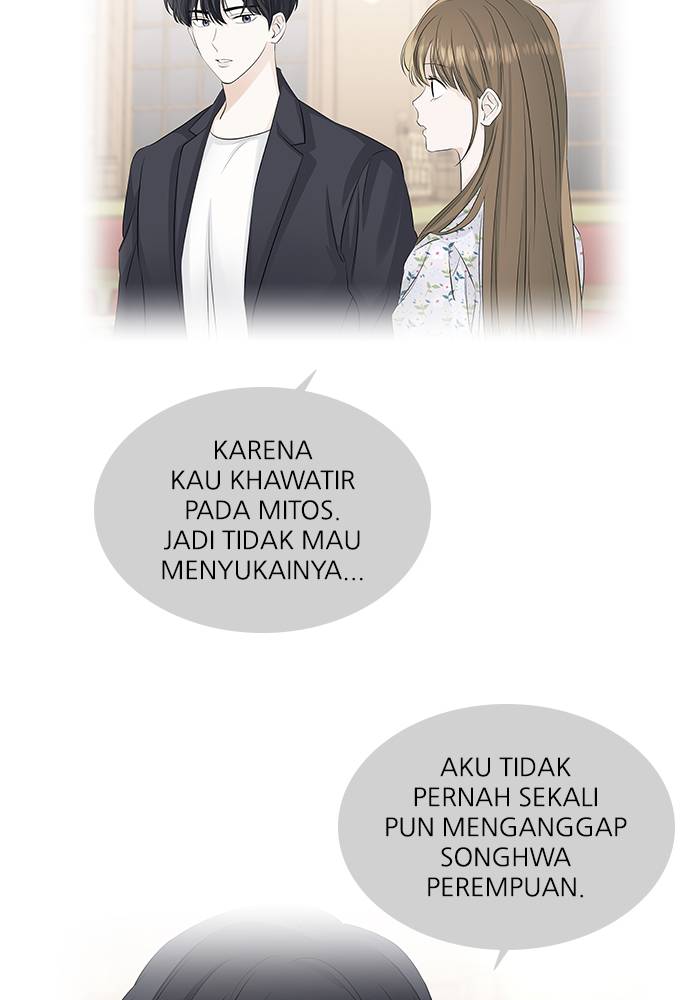 KARENA
KAU KHAWATIR
PADA MITOS.
JADI TIDAK MAU
MENYUKAINYA...
AKU TIDAK
PERNAH SEKALI
PUN MENGANGGAP
SONGHWA
PEREMPUAN.